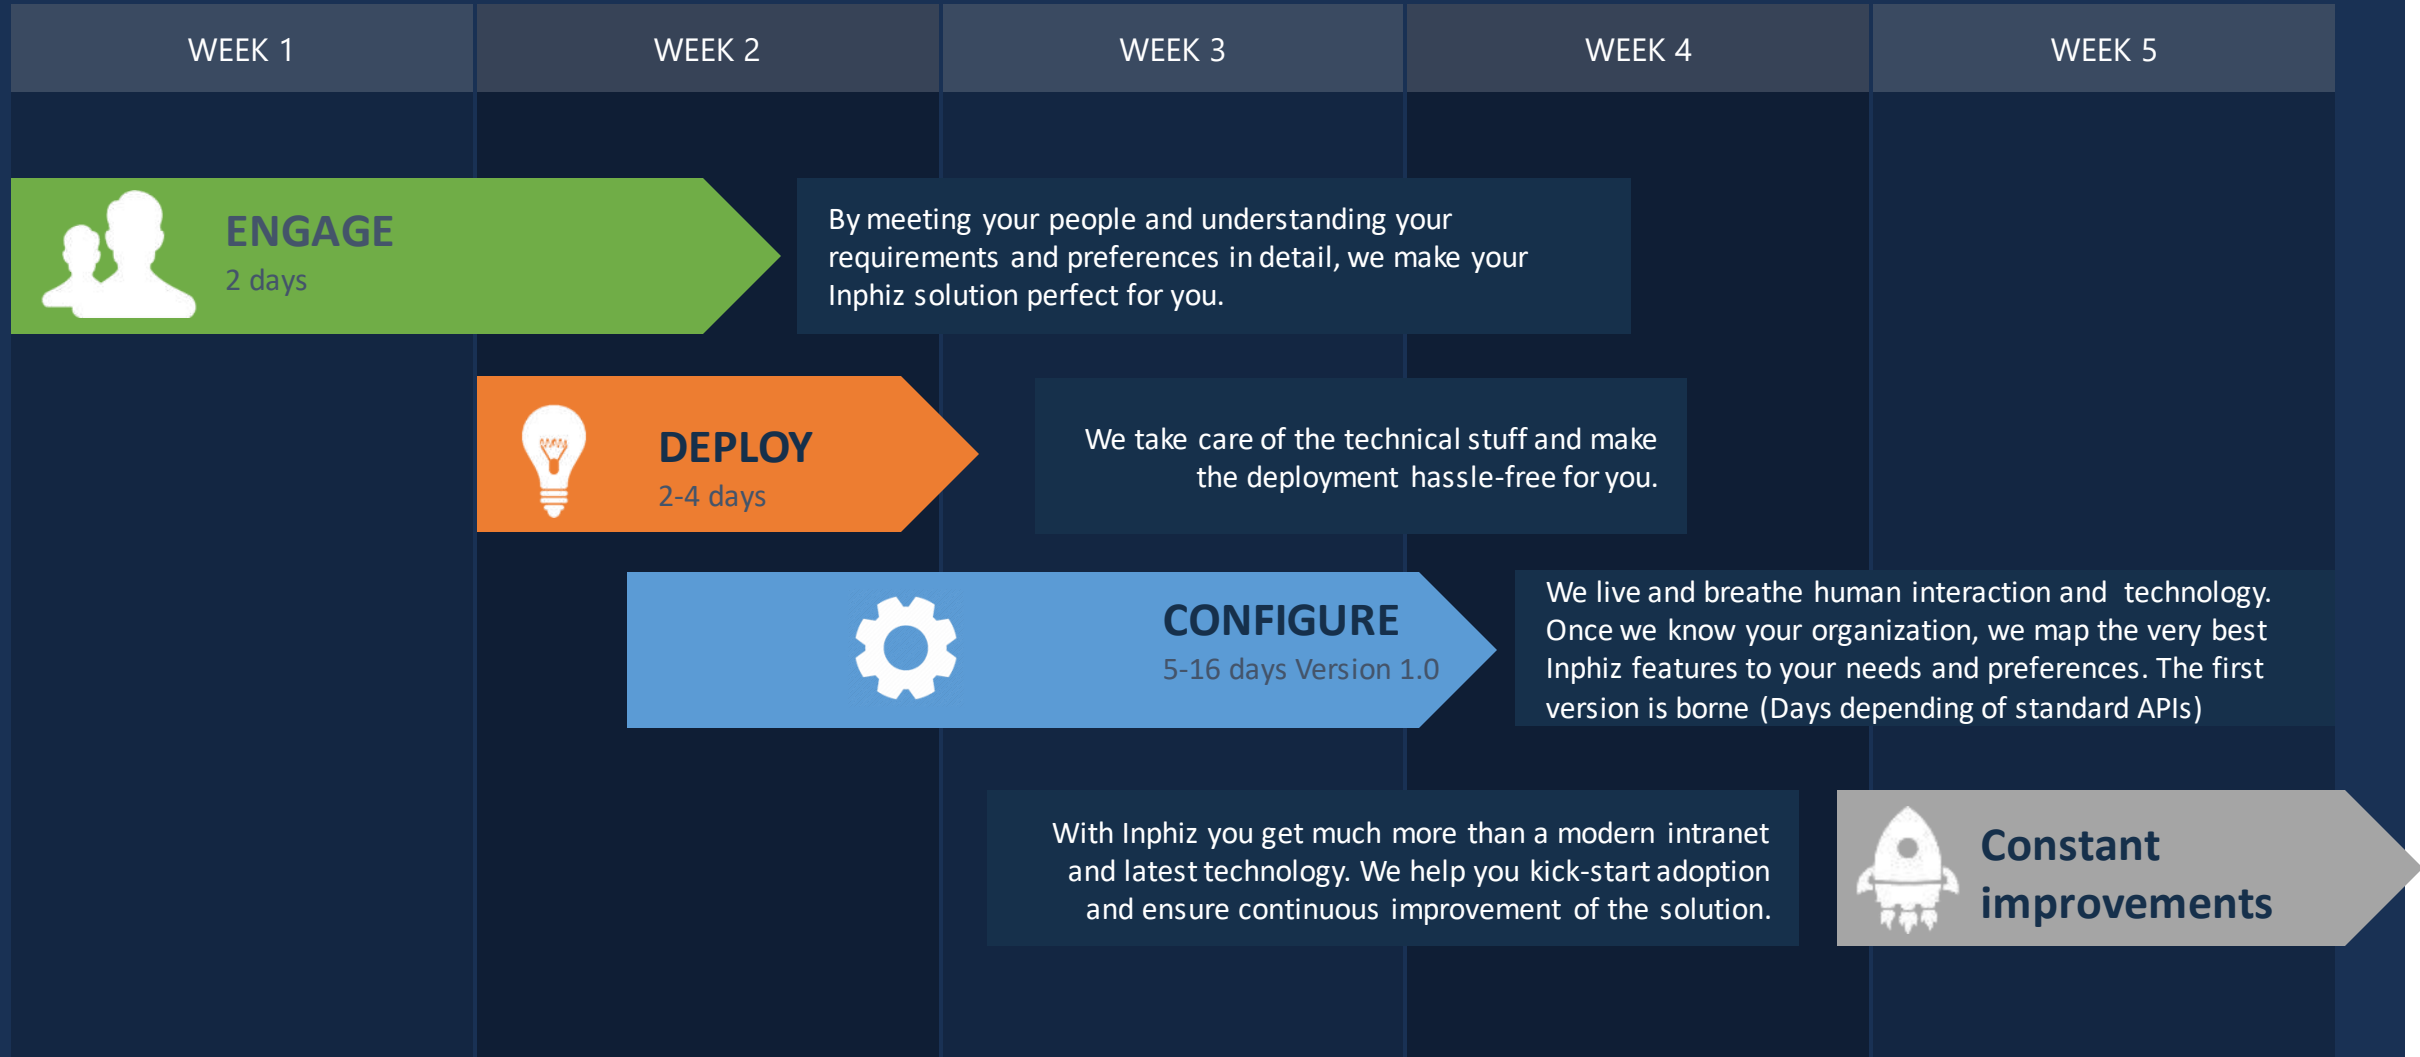 WEEK 1
WEEK 2
WEEK 3
WEEK 4
WEEK 5
ENGAGE
2 days
By meeting your people and understanding your
requirements and preferences in detail, we make your
Inphiz solution perfect for you.
DEPLOY
2-4 days
We take care of the technical stuff and make
the deployment hassle-free for you.
CONFIGURE
5-16 days Version 1.0
We live and breathe human interaction and technology.
Once we know your organization, we map the very best
Inphiz features to your needs and preferences. The first
version is borne (Days depending of standard APIs)
With Inphiz you get much more than a modern intranet
and latest technology. We help you kick-start adoption
and ensure continuous improvement of the solution.
Constant
improvements